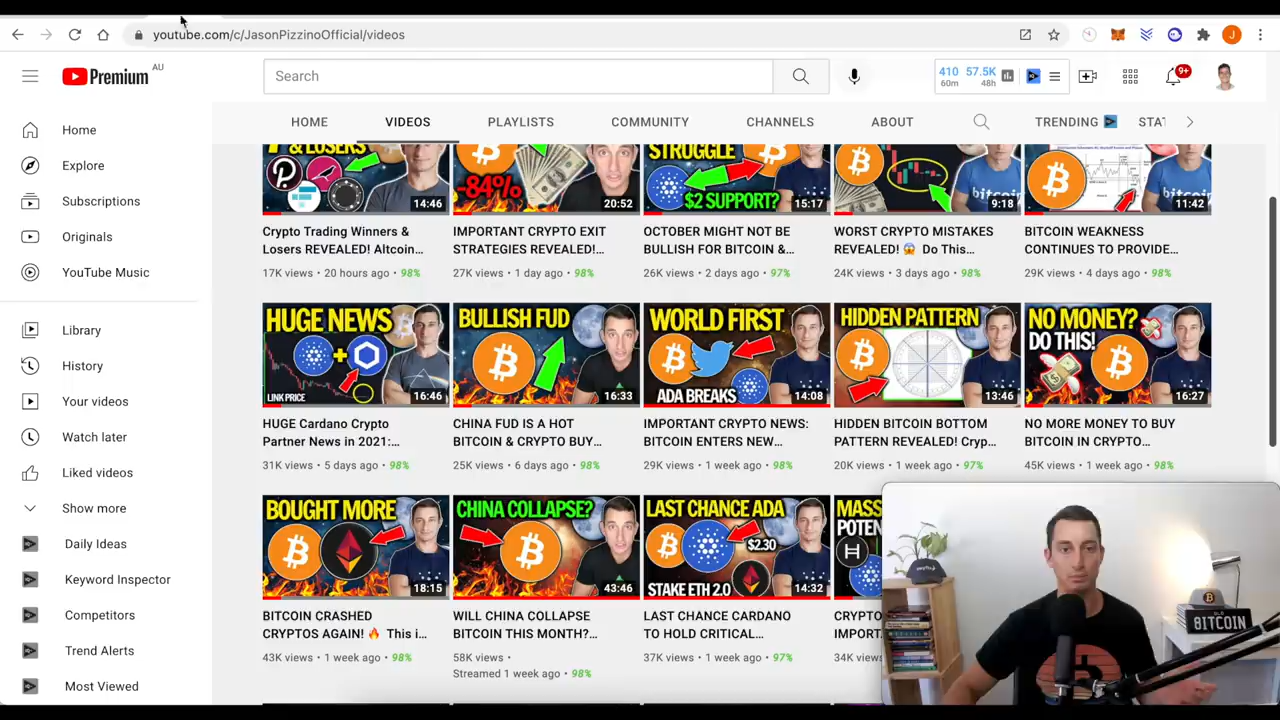 youtube.com/c/JasonPizzinoOfficial/videos
J
Premium AU
Search
410 57.5K
60m 48h
9+
HOME VIDEOS PLAYLISTS COMMUNITY CHANNELS ABOUT TRENDING STAT
Home
Explore
Subscriptions
Originals
YouTube Music
Library
History
Your videos
Watch later
Liked videos
Show more
Daily Ideas
Keyword Inspector
Competitors
Trend Alerts
Most Viewed
& LOSERS
14:46
Crypto Trading Winners &
Losers REVEALED! Altcoin...
17K views • 20 hours ago • 98%
-84%
20:52
IMPORTANT CRYPTO EXIT
STRATEGIES REVEALED!...
27K views • 1 day ago • 98%
STRUGGLE
$2 SUPPORT?
15:17
OCTOBER MIGHT NOT BE
BULLISH FOR BITCOIN &...
26K views • 2 days ago • 97%
bitcoin
9:18
WORST CRYPTO MISTAKES
REVEALED! 😱 Do This...
24K views • 3 days ago • 98%
bitcoin
11:42
BITCOIN WEAKNESS
CONTINUES TO PROVIDE...
29K views • 4 days ago • 98%
HUGE NEWS
LINK PRICE
16:46
HUGE Cardano Crypto
Partner News in 2021:...
31K views • 5 days ago • 98%
BULLISH FUD
16:33
CHINA FUD IS A HOT
BITCOIN & CRYPTO BUY...
25K views • 6 days ago • 98%
WORLD FIRST
ADA BREAKS
14:08
IMPORTANT CRYPTO NEWS:
BITCOIN ENTERS NEW...
29K views • 1 week ago • 98%
HIDDEN PATTERN
13:46
HIDDEN BITCOIN BOTTOM
PATTERN REVEALED! Cryp...
20K views • 1 week ago • 97%
NO MONEY?
DO THIS!
16:27
NO MORE MONEY TO BUY
BITCOIN IN CRYPTO...
45K views • 1 week ago • 98%
BOUGHT MORE
18:15
BITCOIN CRASHED
CRYPTOS AGAIN! 🔥 This i...
43K views • 1 week ago • 98%
CHINA COLLAPSE?
43:46
WILL CHINA COLLAPSE
BITCOIN THIS MONTH?...
58K views •
Streamed 1 week ago • 98%
LAST CHANCE ADA
$2.30
STAKE ETH 2.0
14:32
LAST CHANCE CARDANO
TO HOLD CRITICAL...
37K views • 1 week ago • 97%
MASS
POTEN
CRYPTO
IMPORT
34K views
BITCOIN